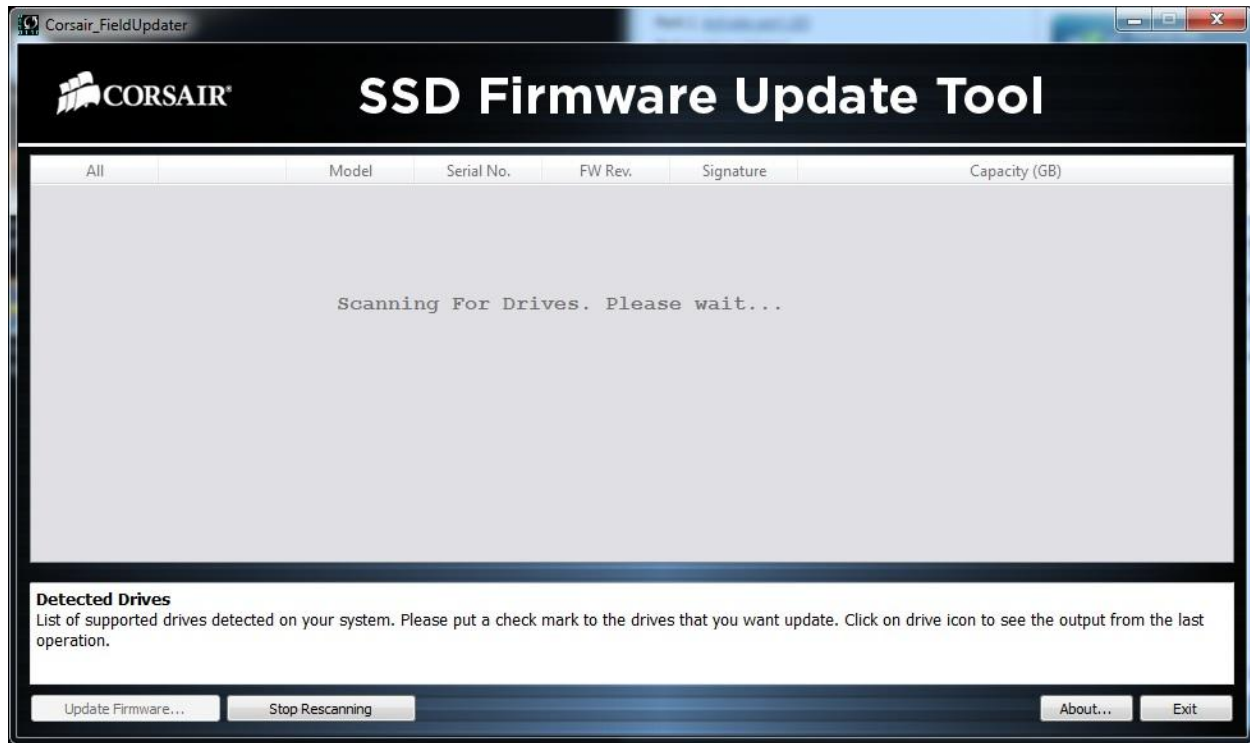 Corsair_FieldUpdater
CORSAIR®
SSD Firmware Update Tool
All Model Serial No. FW Rev. Signature Capacity (GB)
Scanning For Drives. Please wait...
Detected Drives
List of supported drives detected on your system. Please put a check mark to the drives that you want update. Click on drive icon to see the output from the last
operation.
Update Firmware... Stop Rescanning About... Exit